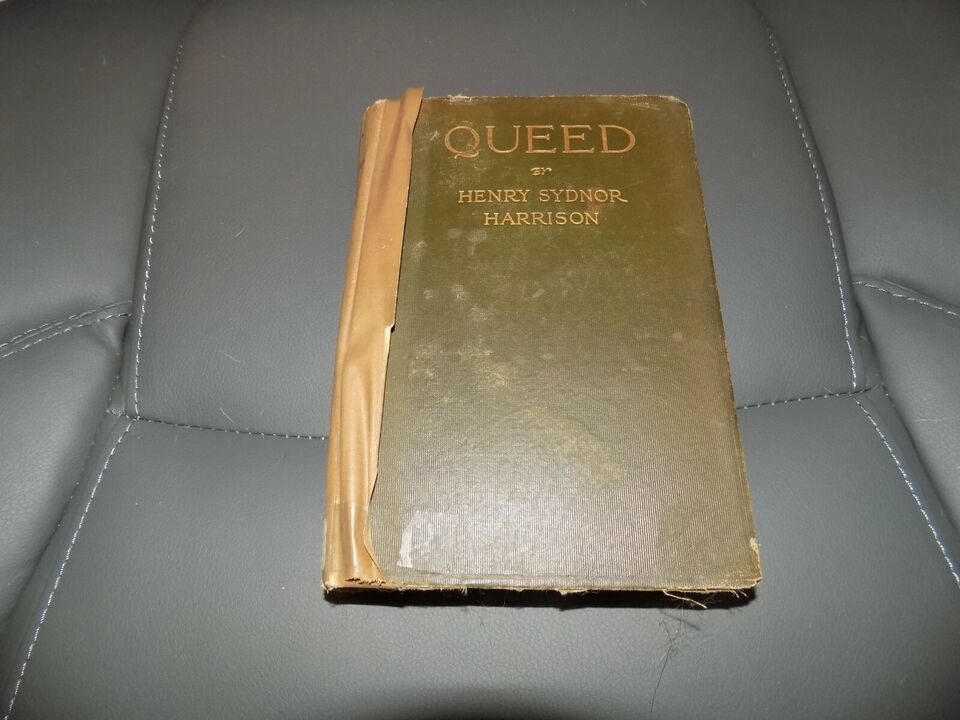 QUEED
BY
HENRY SYDNOR
HARRISON